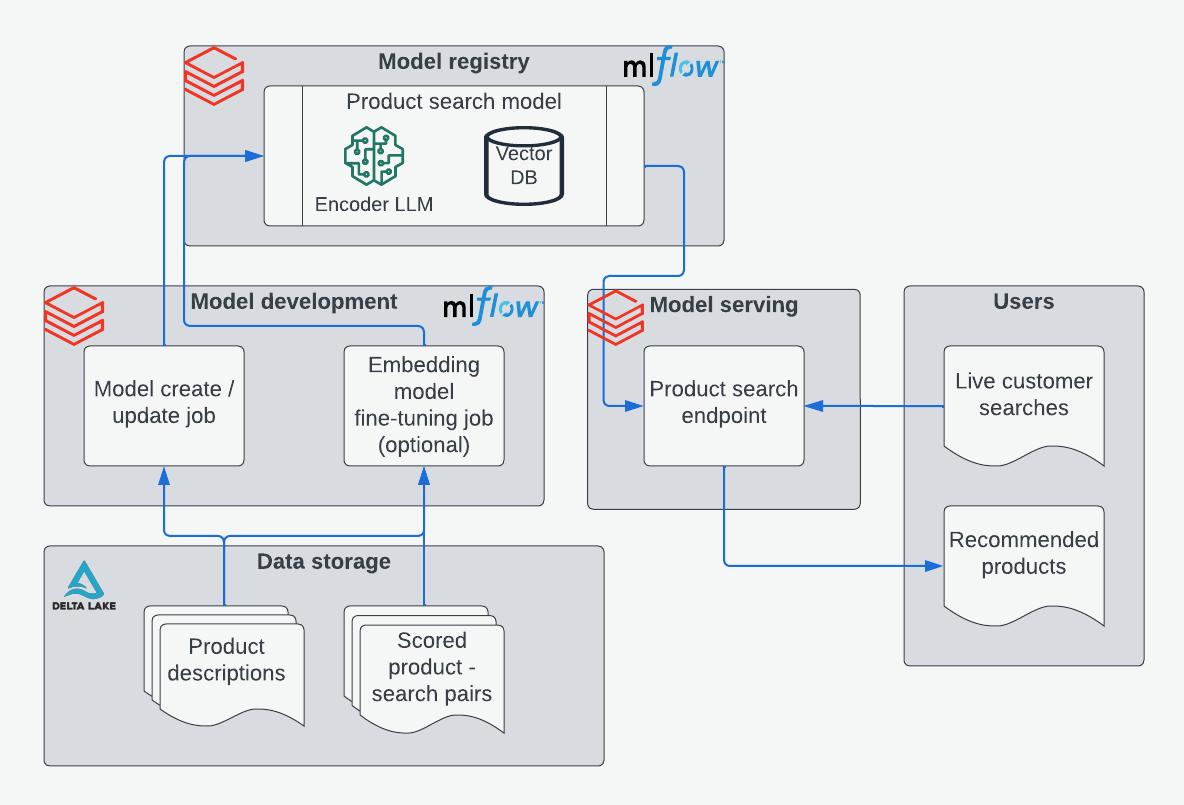 Model registry
mlflow
Product search model
Vector
DB
Encoder LLM
Model development
mlflow
Model create /
update job
Embedding
model
fine-tuning job
(optional)
Model serving
Product search
endpoint
Users
Live customer
searches
Recommended
products
Data storage
DELTA LAKE
Product
descriptions
Scored
product -
search pairs